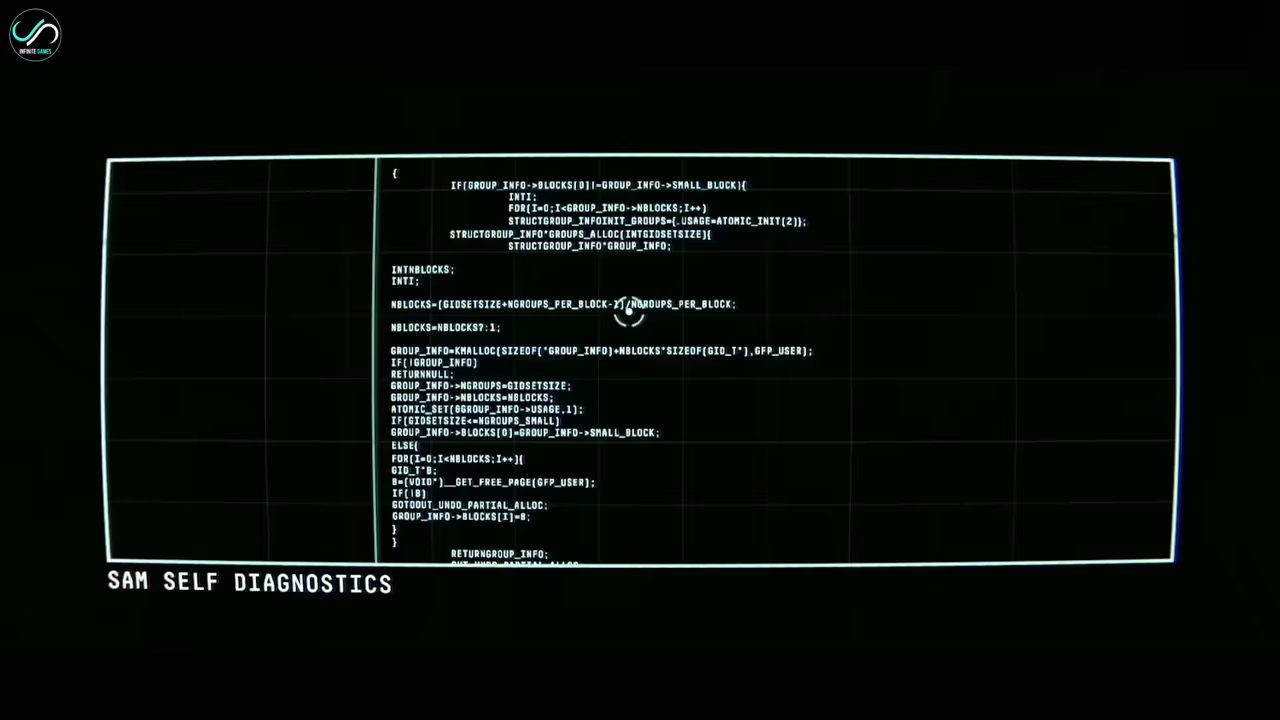 INFINITE GAMES
{
IF(GROUP_INFO->BLOCKS[0]!=GROUP_INFO->SMALL_BLOCK){
INTI;
FOR(I=0;I<GROUP_INFO->NBLOCKS;I++)
STRUCTGROUP_INFOINIT_GROUPS={.USAGE=ATOMIC_INIT(2)};
STRUCTGROUP_INFO*GROUPS_ALLOC(INTGIDSETSIZE){
STRUCTGROUP_INFO*GROUP_INFO;
INTNBLOCKS;
INTI;
NBLOCKS=(GIDSETSIZE+NGROUPS_PER_BLOCK-1)/NGROUPS_PER_BLOCK;
NBLOCKS=NBLOCKS?:1;
GROUP_INFO=KMALLOC(SIZEOF(*GROUP_INFO)+NBLOCKS*SIZEOF(GID_T*),GFP_USER);
IF(!GROUP_INFO)
RETURNNULL;
GROUP_INFO->NGROUPS=GIDSETSIZE;
GROUP_INFO->NBLOCKS=NBLOCKS;
ATOMIC_SET(&GROUP_INFO->USAGE,1);
IF(GIDSETSIZE<=NGROUPS_SMALL)
GROUP_INFO->BLOCKS[0]=GROUP_INFO->SMALL_BLOCK;
ELSE{
FOR(I=0;I<NBLOCKS;I++){
GID_T*B;
B=(VOID*)__GET_FREE_PAGE(GFP_USER);
IF(!B)
GOTOOUT_UNDO_PARTIAL_ALLOC;
GROUP_INFO->BLOCKS[I]=B;
}
}
RETURNGROUP_INFO;
SAM SELF DIAGNOSTICS